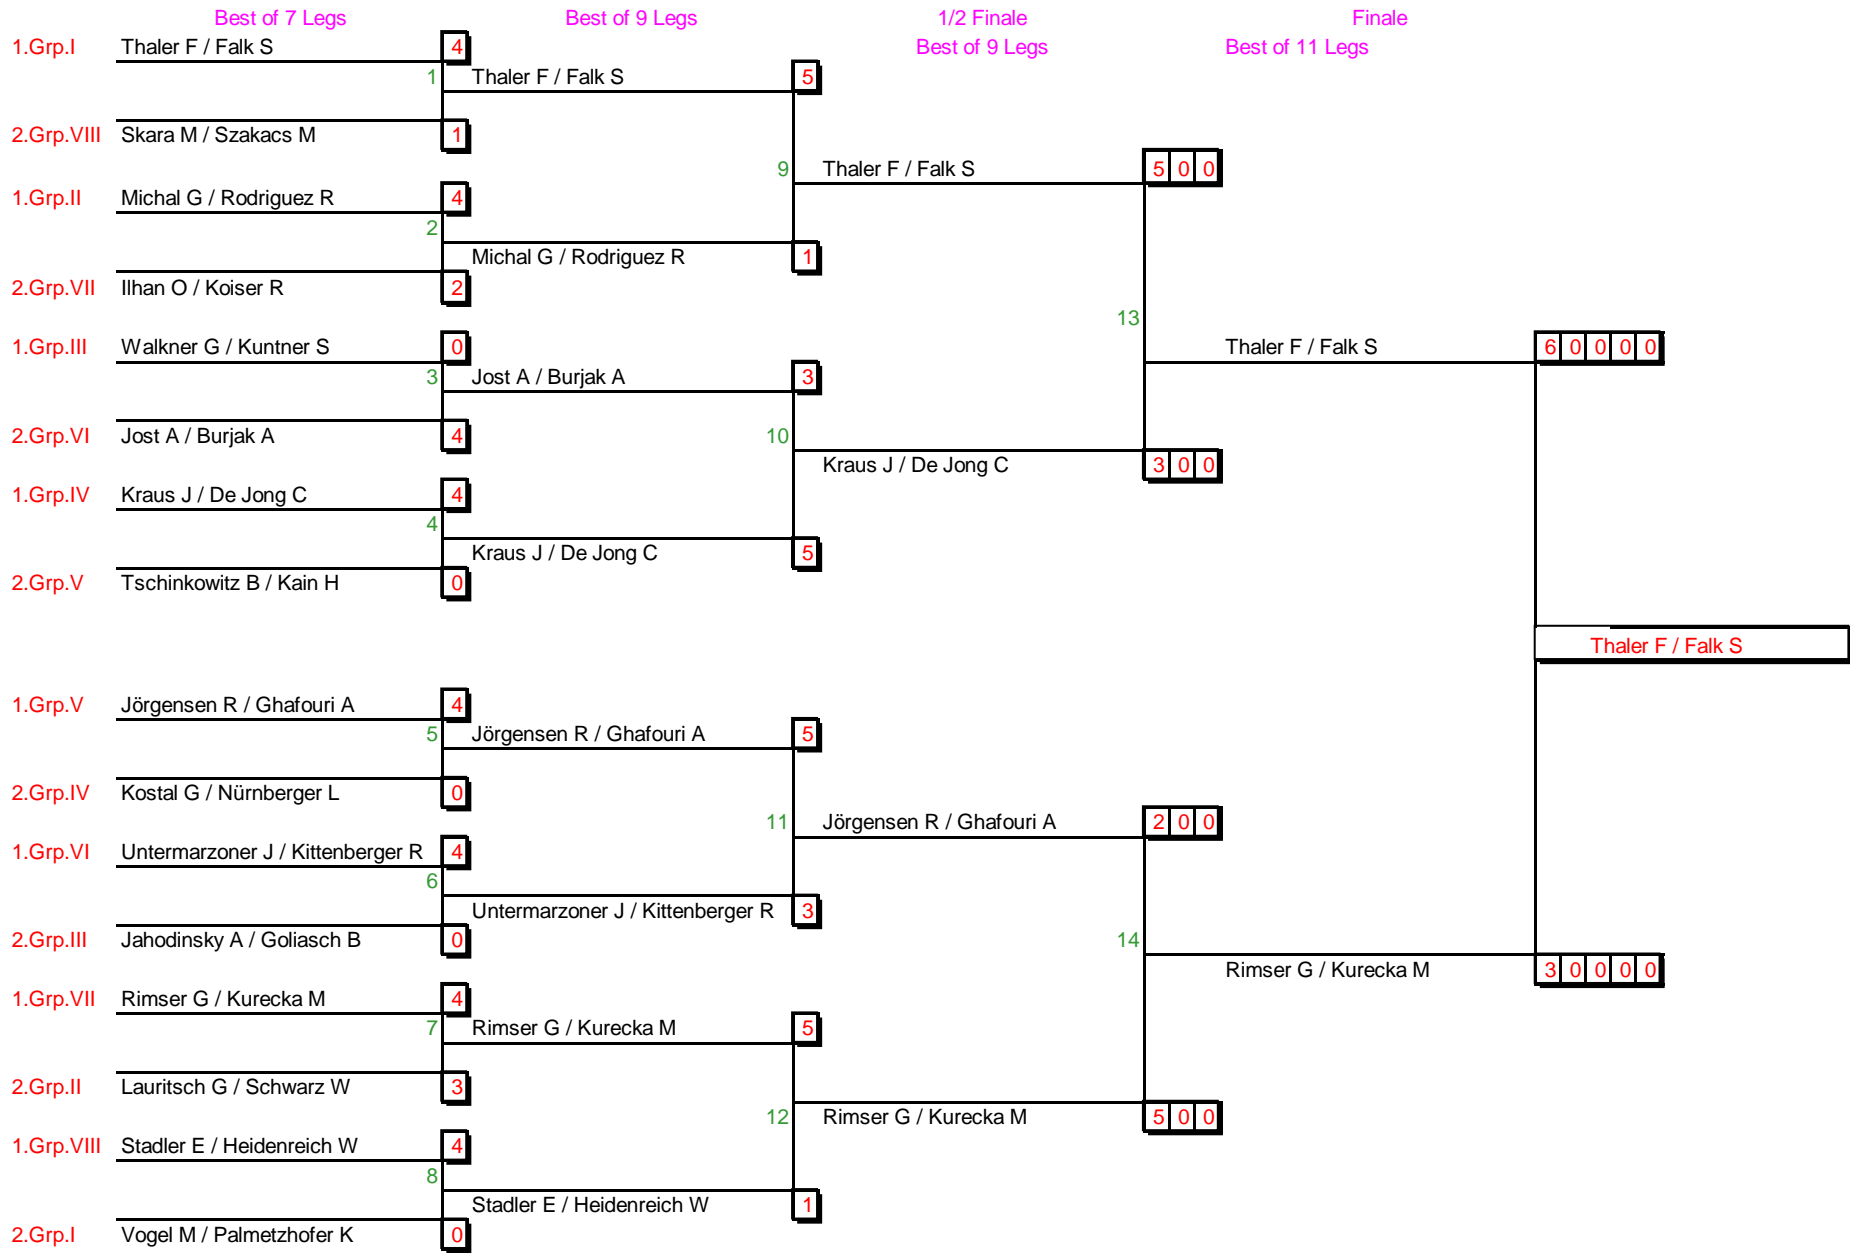 Best of 7 Legs Best of 9 Legs 1/2 Finale Finale
1.Grp.I Thaler F / Falk S 4 Best of 9 Legs Best of 11 Legs
1 Thaler F / Falk S 5
2.Grp.VIII Skara M / Szakacs M 1
9 Thaler F / Falk S 5 0 0
1.Grp.II Michal G / Rodriguez R 4
2
Michal G / Rodriguez R 1
2.Grp.VII Ilhan O / Koiser R 2
13
1.Grp.III Walkner G / Kuntner S 0 Thaler F / Falk S 6 0 0 0 0
3 Jost A / Burjak A 3
2.Grp.VI Jost A / Burjak A 4 10
Kraus J / De Jong C 3 0 0
1.Grp.IV Kraus J / De Jong C 4
4
Kraus J / De Jong C 5
2.Grp.V Tschinkowitz B / Kain H 0
Thaler F / Falk S
1.Grp.V Jörgensen R / Ghafouri A 4
5 Jörgensen R / Ghafouri A 5
2.Grp.IV Kostal G / Nürnberger L 0
11 Jörgensen R / Ghafouri A 2 0 0
1.Grp.VI Untermarzoner J / Kittenberger R 4
6
Untermarzoner J / Kittenberger R 3
2.Grp.III Jahodinsky A / Goliasch B 0 14
Rimser G / Kurecka M 3 0 0 0 0
1.Grp.VII Rimser G / Kurecka M 4
7 Rimser G / Kurecka M 5
2.Grp.II Lauritsch G / Schwarz W 3
12 Rimser G / Kurecka M 5 0 0
1.Grp.VIII Stadler E / Heidenreich W 4
8
Stadler E / Heidenreich W 1
2.Grp.I Vogel M / Palmetzhofer K 0